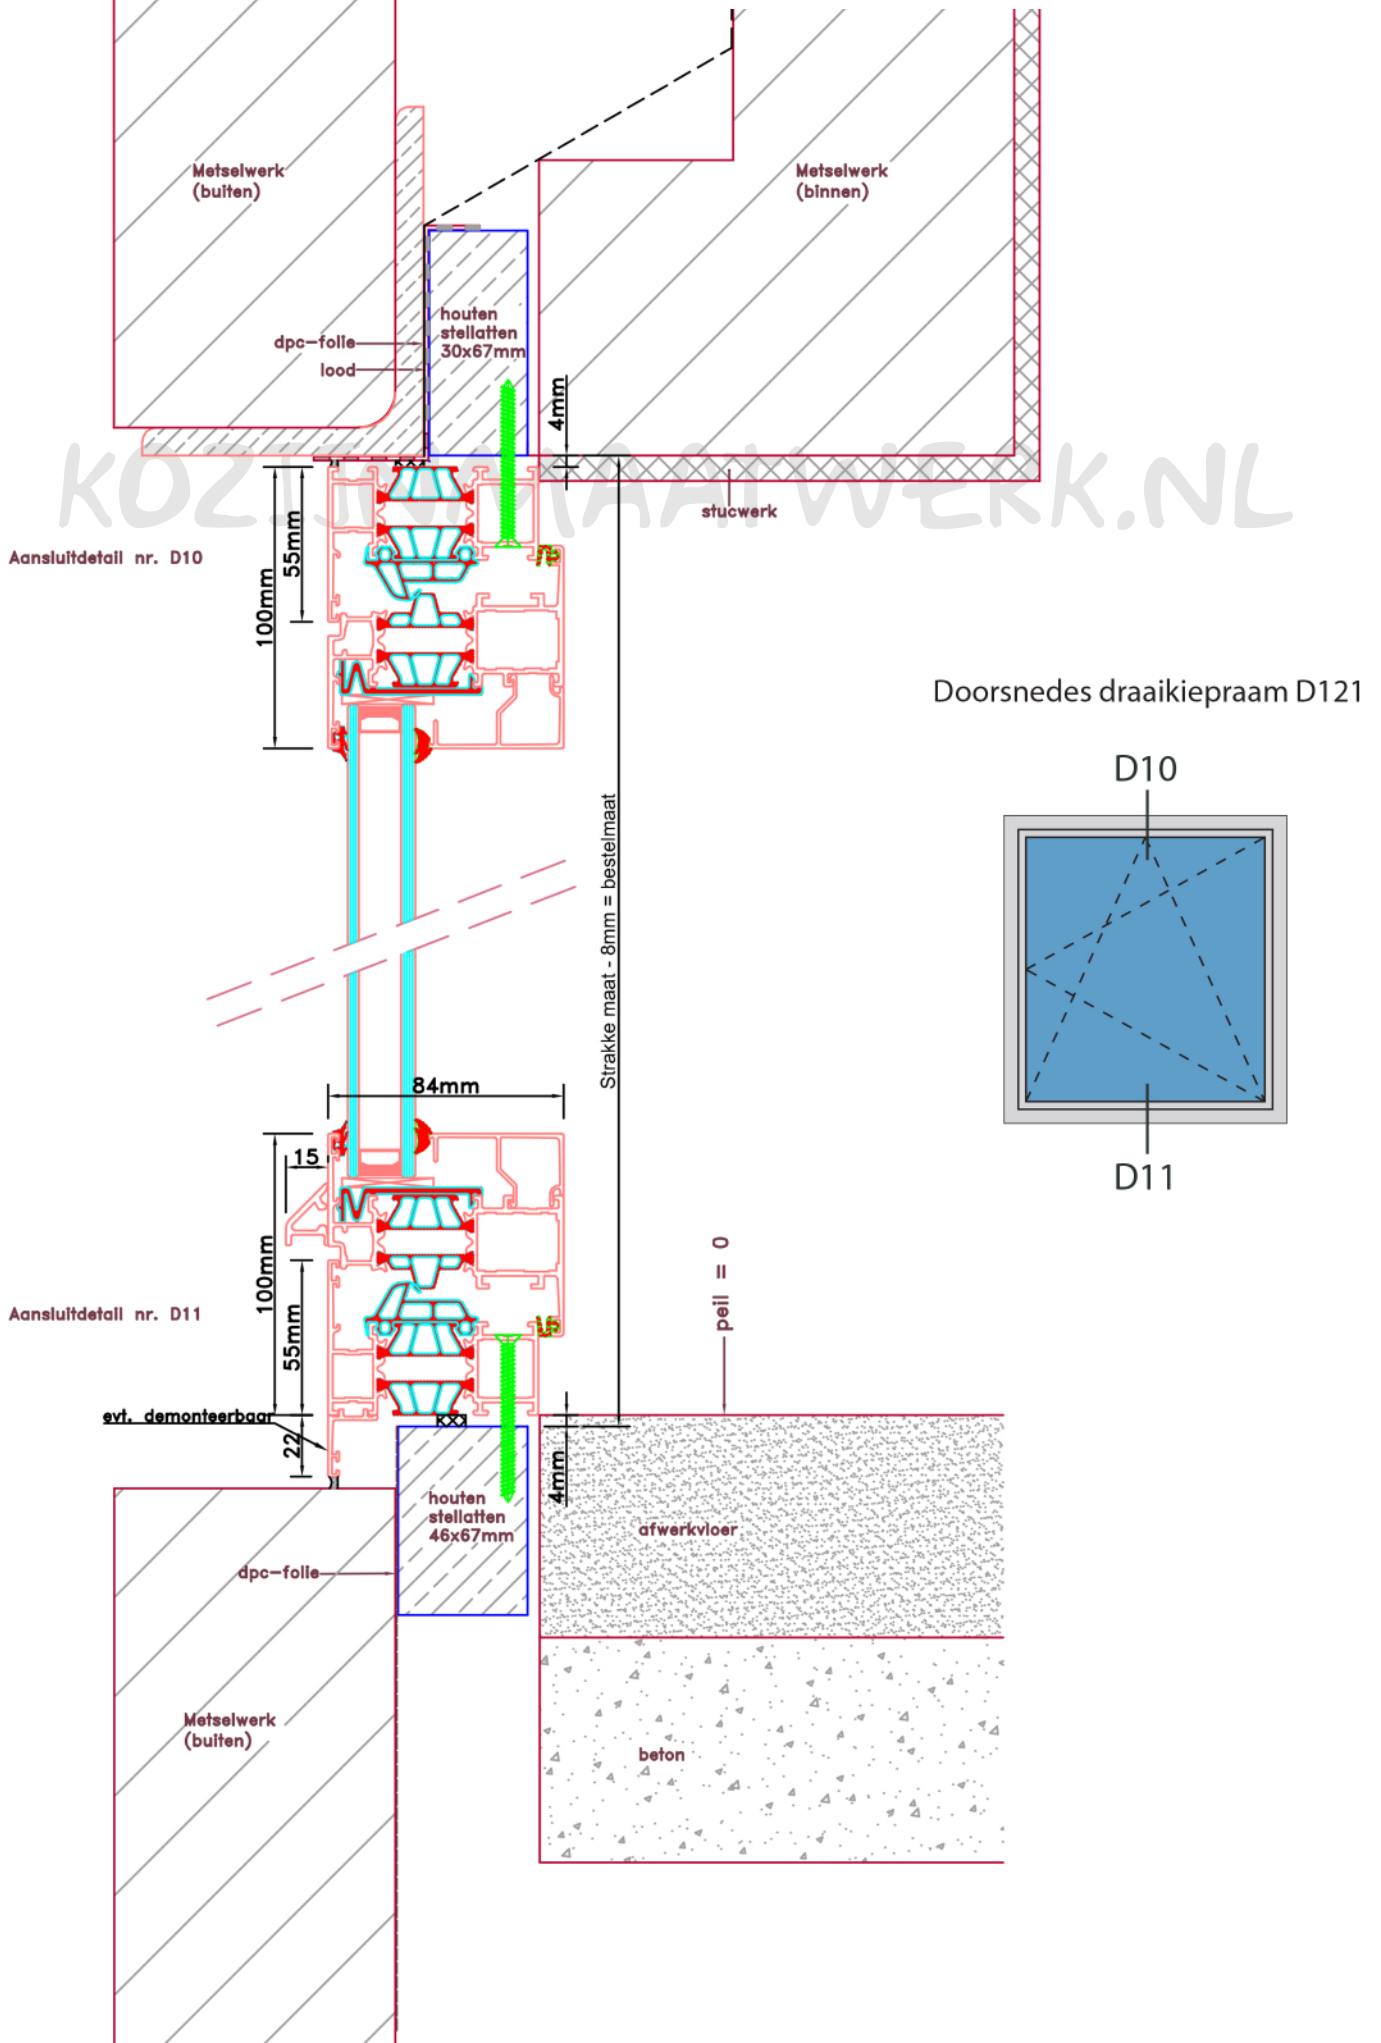 Metselwerk
(buiten)
Metselwerk
(binnen)
houten
stellatten
30x67mm
dpc-folie
lood
4mm
KOZIJNMAATWERK.NL
stucwerk
Aansluitdetail nr. D10
55mm
100mm
Doorsnedes draaikiepraam D121
D10
Strakke maat - 8mm = bestelmaat
84mm
15
D11
peil = 0
100mm
55mm
Aansluitdetail nr. D11
evt. demonteerbaar
22
4mm
houten
stellatten
46x67mm
afwerkvloer
dpc-folie
Metselwerk
(buiten)
beton